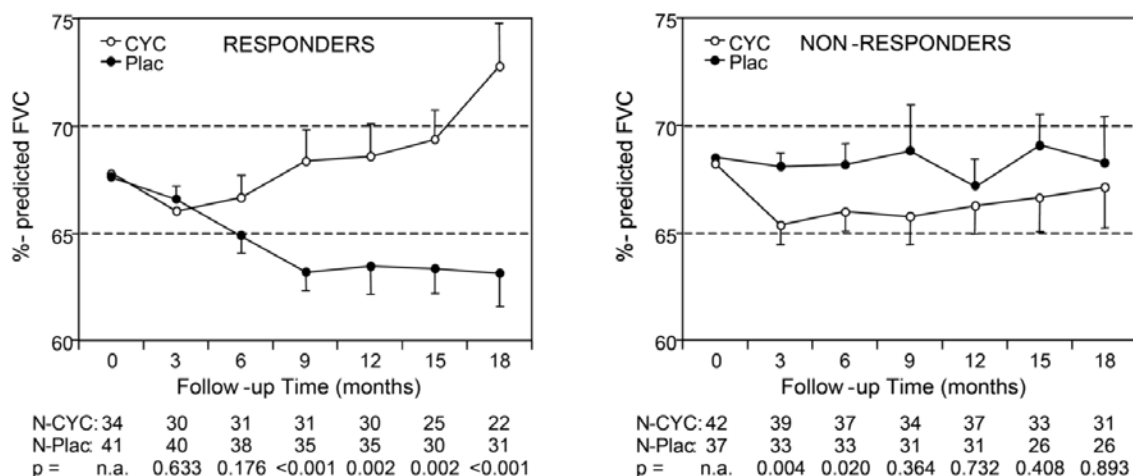 RESPONDERS
CYC
Plac
%- predicted FVC
75
70
65
60
0 3 6 9 12 15 18
Follow -up Time (months)
N-CYC: 34 30 31 31 30 25 22
N-Plac: 41 40 38 35 35 30 31
p = n.a. 0.633 0.176 <0.001 0.002 0.002 <0.001
NON -RESPONDERS
CYC
Plac
%- predicted FVC
75
70
65
60
0 3 6 9 12 15 18
Follow -up Time (months)
N-CYC: 42 39 37 34 37 33 31
N-Plac: 37 33 33 31 31 26 26
p = n.a. 0.004 0.020 0.364 0.732 0.408 0.993